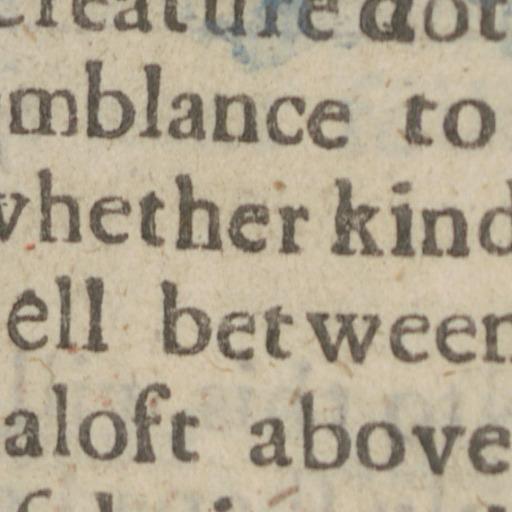 creature dot
mblance to
whether kind
ell between
aloft above